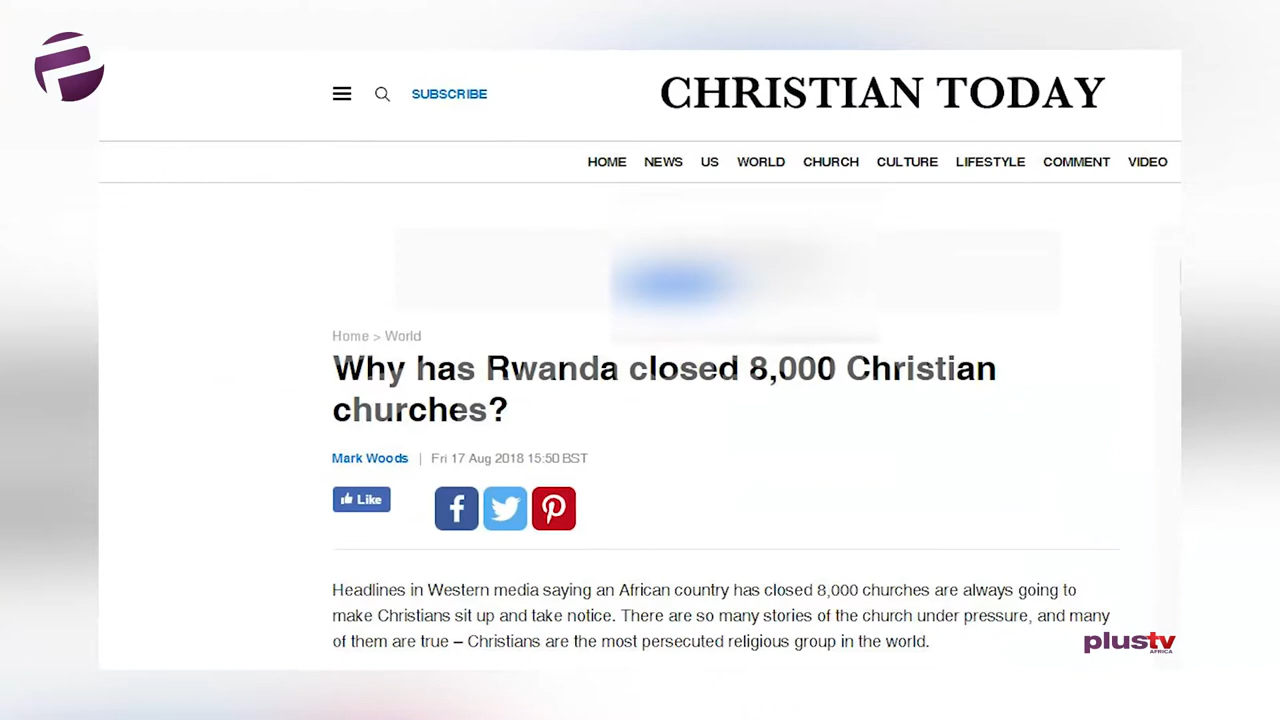 SUBSCRIBE
CHRISTIAN TODAY
HOME NEWS US WORLD CHURCH CULTURE LIFESTYLE COMMENT VIDEO
Home > World
Why has Rwanda closed 8,000 Christian
churches?
Mark Woods | Fri 17 Aug 2018 15:50 BST
Like
Headlines in Western media saying an African country has closed 8,000 churches are always going to
make Christians sit up and take notice. There are so many stories of the church under pressure, and many
of them are true – Christians are the most persecuted religious group in the world.
plustv
AFRICA